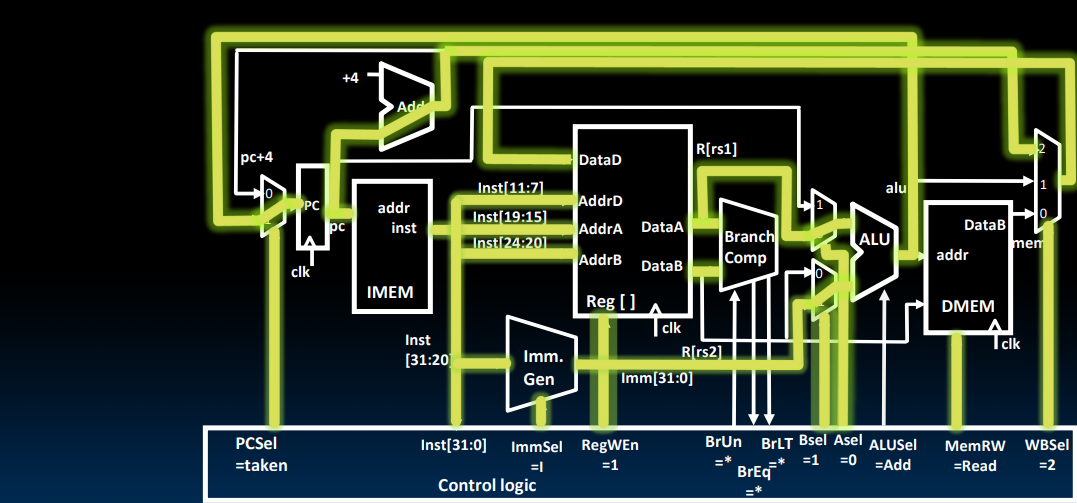 +4
Add
pc+4
0
1
PC
pc
clk
addr
inst
IMEM
Inst[11:7]
Inst[19:15]
Inst[24:20]
Inst
[31:20]
DataD
AddrD
AddrA
AddrB
DataA
DataB
Reg [ ]
clk
Imm.
Gen
Imm[31:0]
R[rs1]
R[rs2]
Branch
Comp
1
0
0
1
ALU
alu
addr
DataB
DMEM
clk
mem
2
1
0
PCSel
=taken
Inst[31:0]
ImmSel
=I
RegWEn
=1
BrUn
=*
BrEq
=*
BrLT
=*
Bsel
=1
Asel
=0
ALUSel
=Add
MemRW
=Read
WBSel
=2
Control logic